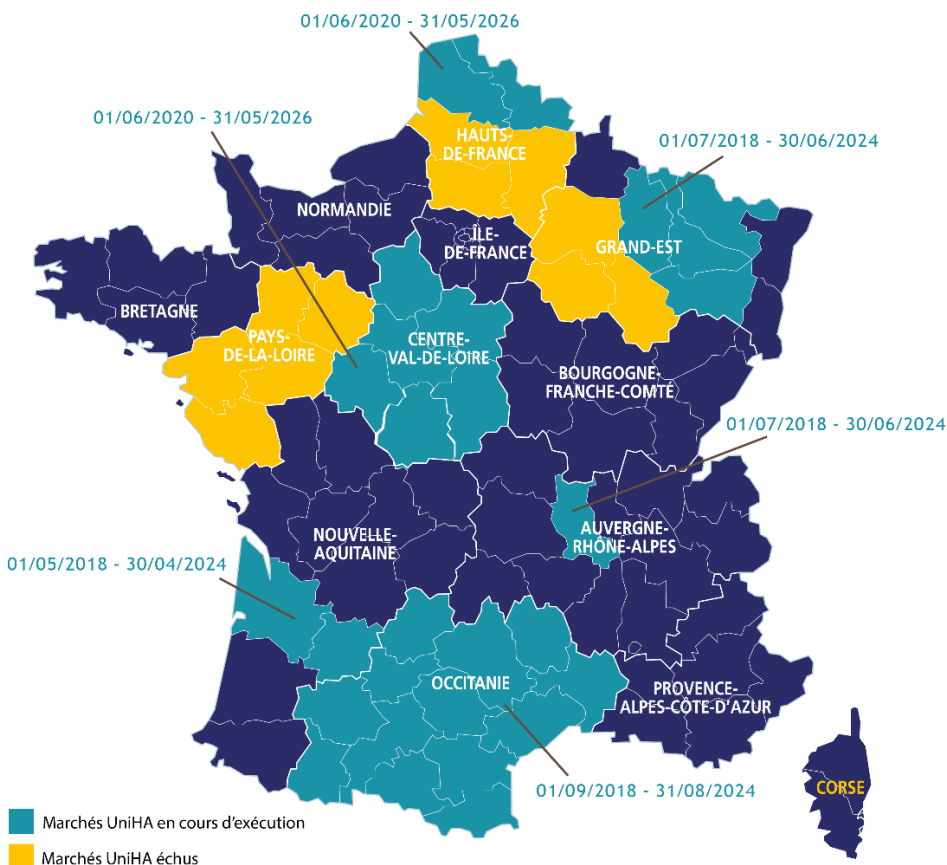 01/06/2020 - 31/05/2026
01/06/2020 - 31/05/2026
HAUTS-
DE-FRANCE
01/07/2018 - 30/06/2024
NORMANDIE
ÎLE-
DE-FRANCE
GRAND-EST
BRETAGNE
PAYS-
DE-LA-LOIRE
CENTRE-
VAL-DE-LOIRE
BOURGOGNE-
FRANCHE-COMTÉ
01/07/2018 - 30/06/2024
NOUVELLE-
AQUITAINE
AUVERGNE-
RHÔNE-ALPES
01/05/2018 - 30/04/2024
OCCITANIE
PROVENCE-
ALPES-CÔTE-D'AZUR
01/09/2018 - 31/08/2024
CORSE
Marchés UniHA en cours d'exécution
Marchés UniHA échus